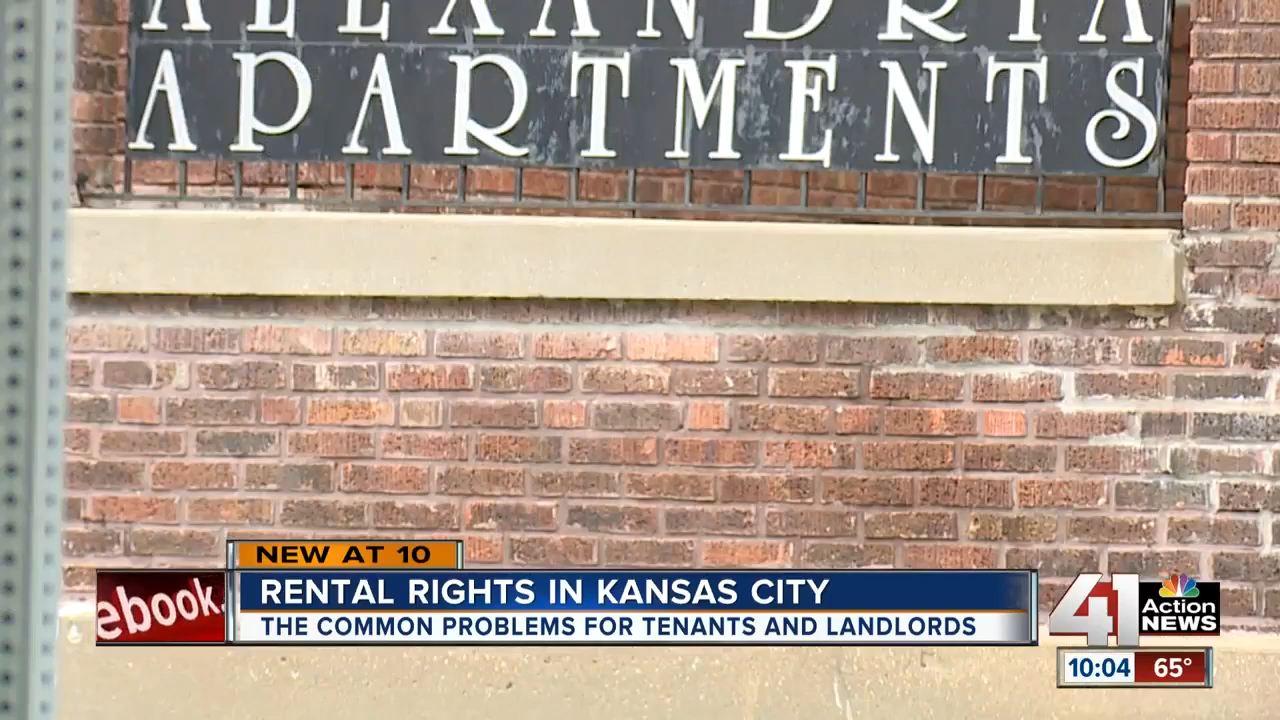 ALEXANDRIA
APARTMENTS
NEW AT 10
RENTAL RIGHTS IN KANSAS CITY
THE COMMON PROBLEMS FOR TENANTS AND LANDLORDS
ebook.
41 Action
NEWS
10:04 65°